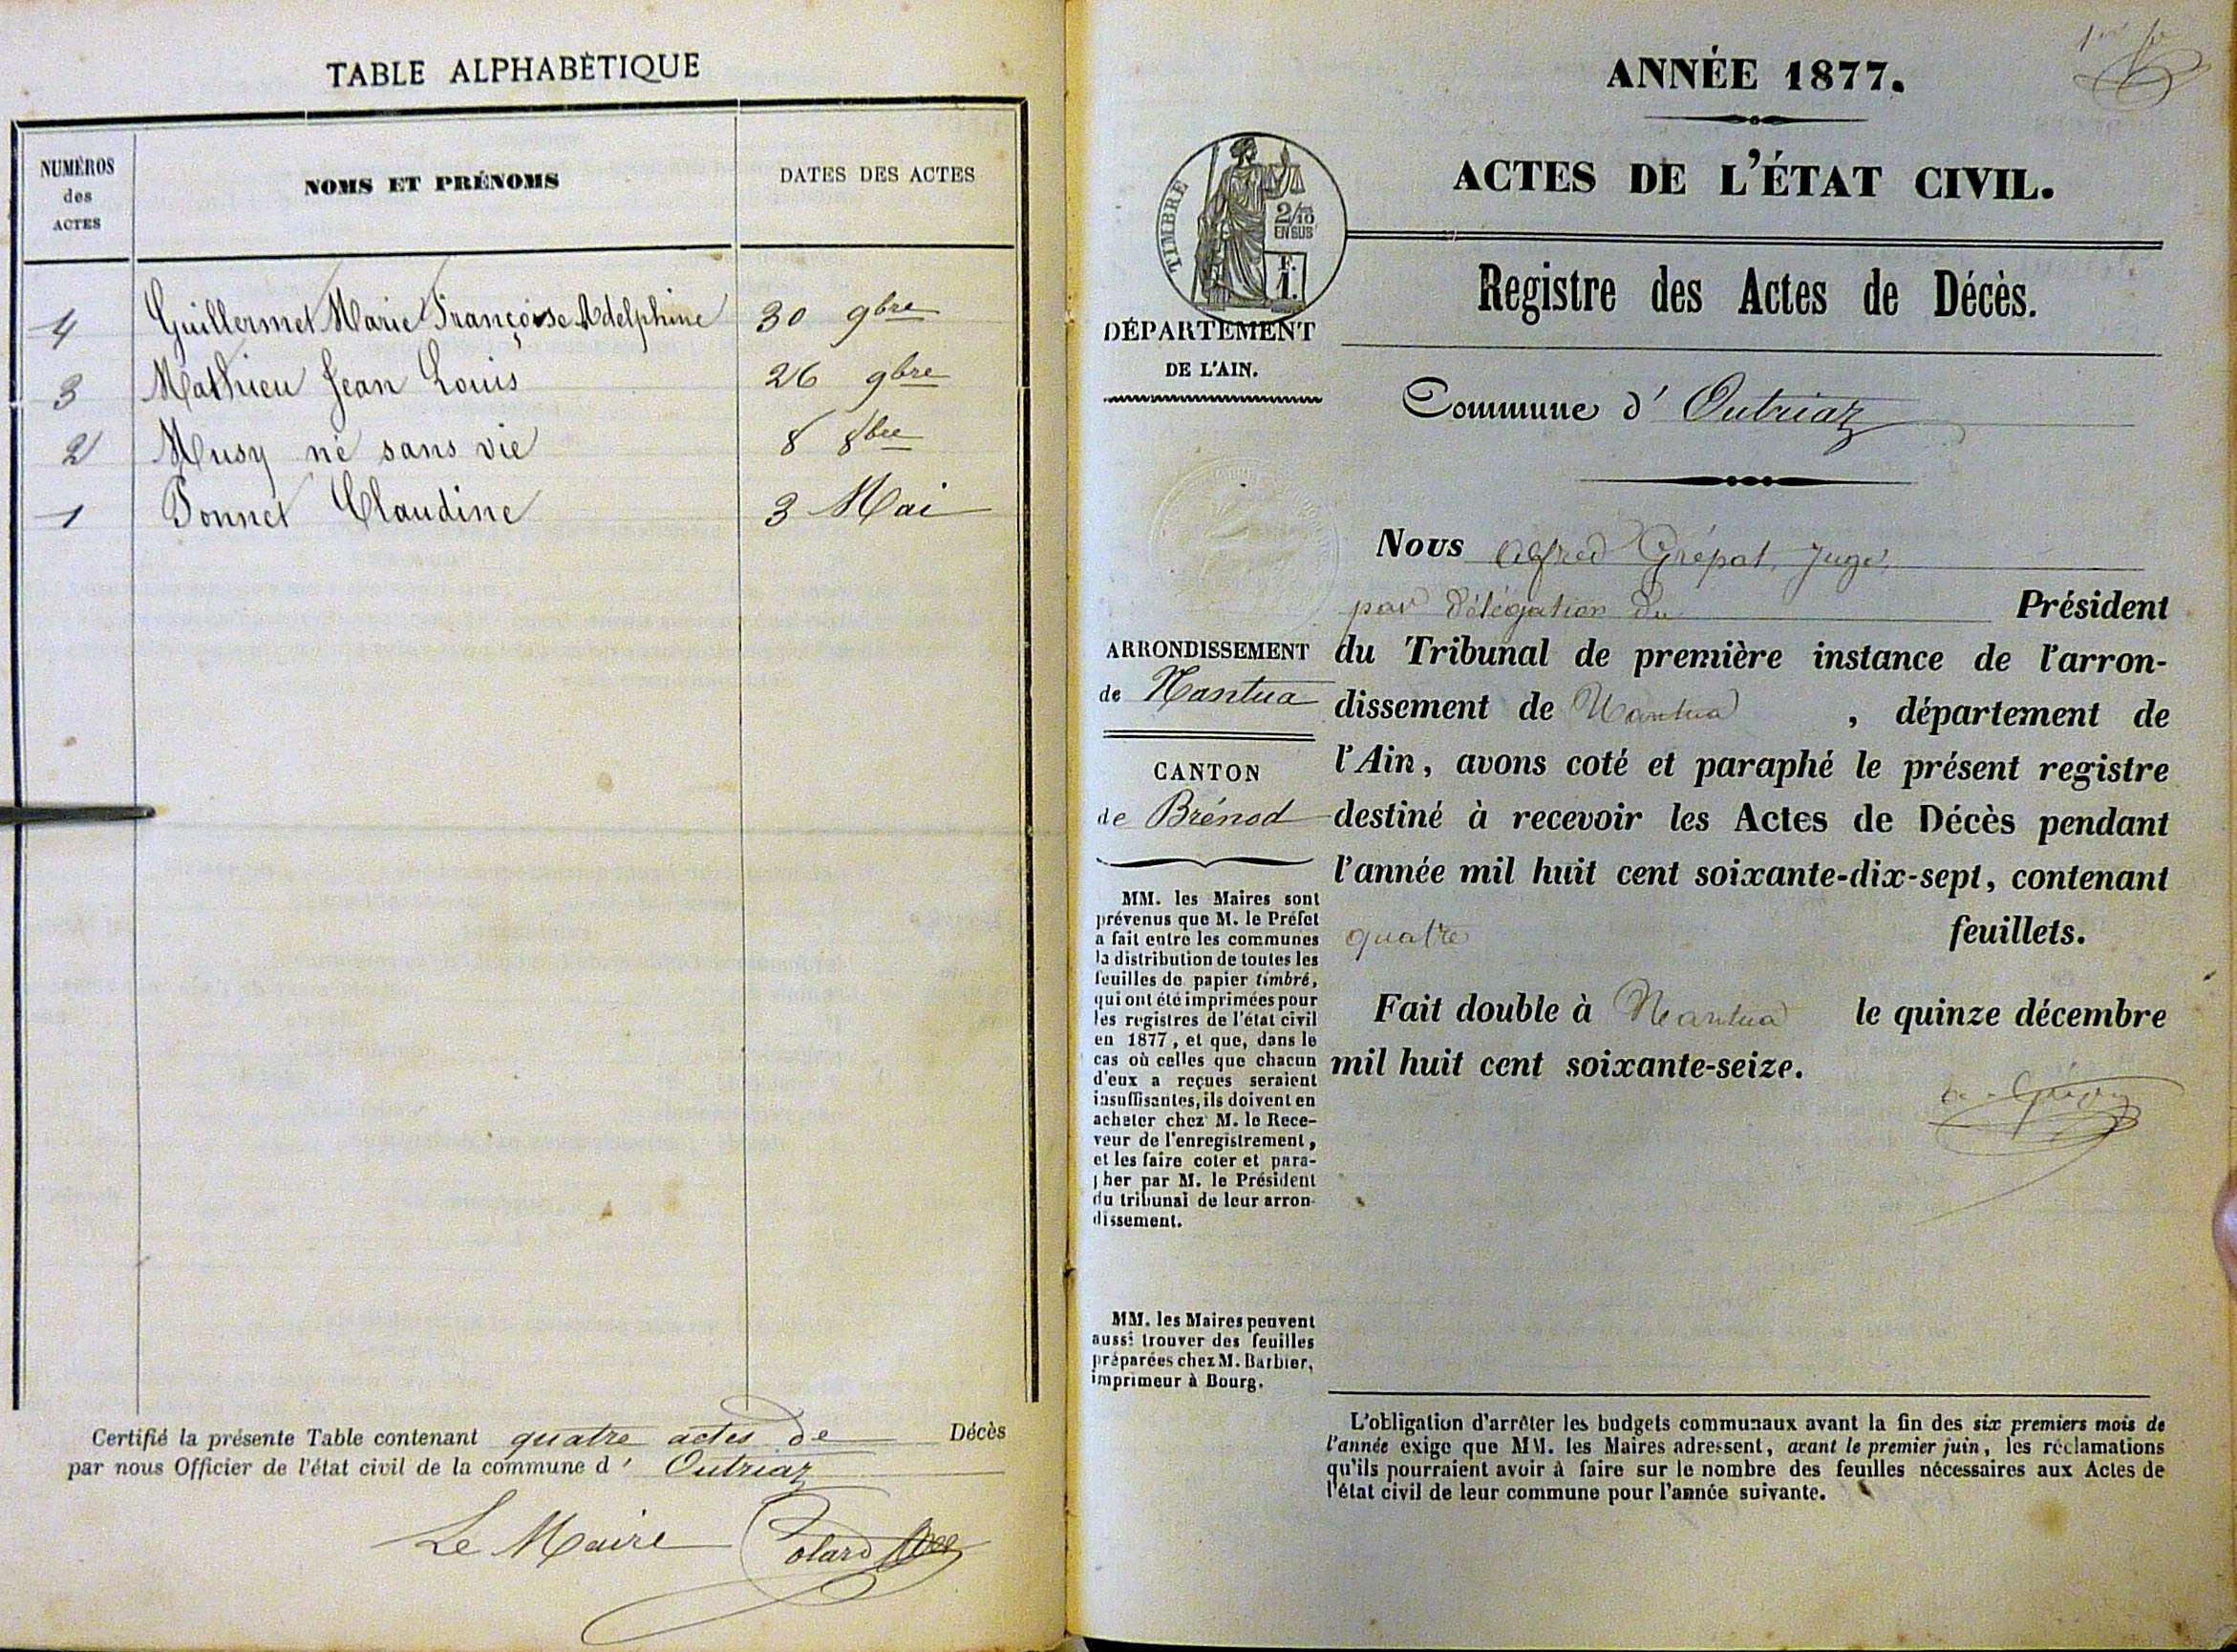 TABLE ALPHABÉTIQUE
NUMÉROS des ACTES
NOMS ET PRÉNOMS
DATES DES ACTES
4 Guillermet Marie Françoise Adelphine 30 9bre
3 Mathieu Jean Louis 26 9bre
2 Musy né sans vie 8 8bre
1 Ponnet Claudine 3 Mai
Certifié la présente Table contenant quatre actes de Décès
par nous Officier de l'état civil de la commune d' Outriaz
Le Maire
ANNÉE 1877.
ACTES DE L'ÉTAT CIVIL.
TIMBRE
2/10
EN SUS
F.
1.
Registre des Actes de Décès.
DÉPARTEMENT
DE L'AIN.
Commune d' Outriaz
Nous Alfred Grépat, Juge,
par délégation du Président
du Tribunal de première instance de l'arron-
dissement de Nantua , département de
l'Ain, avons coté et paraphé le présent registre
destiné à recevoir les Actes de Décès pendant
l'année mil huit cent soixante-dix-sept, contenant
quatre feuillets.
Fait double à Nantua le quinze décembre
mil huit cent soixante-seize.
ARRONDISSEMENT
de Nantua
CANTON
de Brénod
MM. les Maires sont
prévenus que M. le Préfet
a fait entre les communes
la distribution de toutes les
feuilles de papier timbré,
qui ont été imprimées pour
les registres de l'état civil
en 1877, et que, dans le
cas où celles que chacun
d'eux a reçues seraient
insuffisantes, ils doivent en
acheter chez M. le Rece-
veur de l'enregistrement,
et les faire coter et para-
pher par M. le Président
du tribunal de leur arron-
dissement.
MM. les Maires peuvent
aussi trouver des feuilles
préparées chez M. Barbier,
imprimeur à Bourg.
L'obligation d'arrêter les budgets communaux avant la fin des six premiers mois de
l'année exige que MM. les Maires adressent, avant le premier juin, les réclamations
qu'ils pourraient avoir à faire sur le nombre des feuilles nécessaires aux Actes de
l'état civil de leur commune pour l'année suivante.